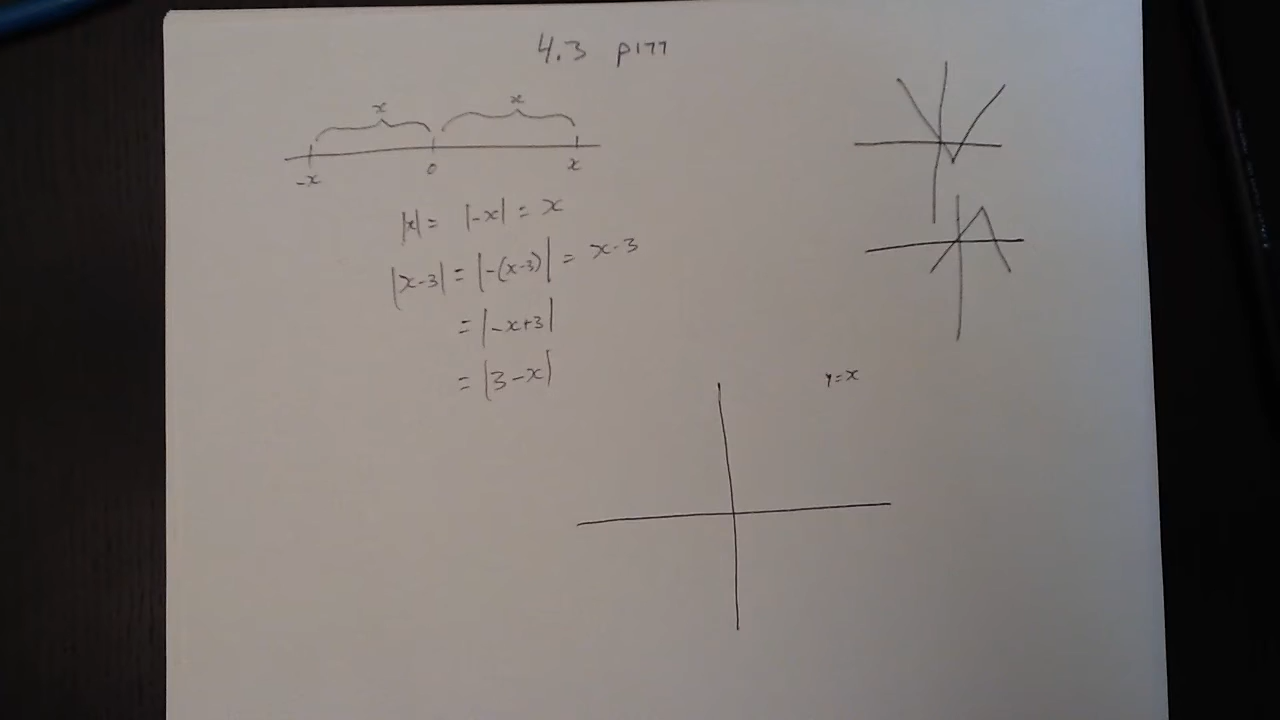 4.3 p177
x x
-x 0 x
|x| = |-x| = x
|x-3| = |-(x-3)| = x-3
= |-x+3|
= |3-x|
y=x